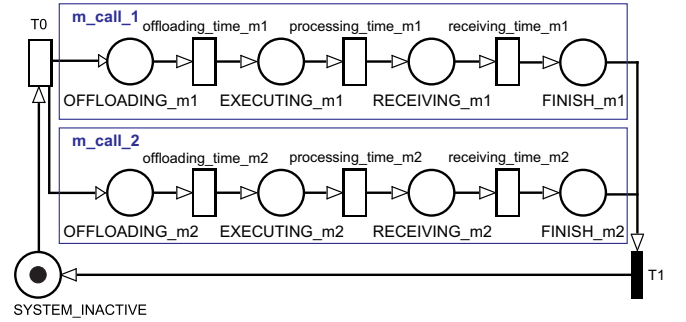 m_call_1
T0
offloading_time_m1 processing_time_m1 receiving_time_m1
OFFLOADING_m1 EXECUTING_m1 RECEIVING_m1 FINISH_m1
m_call_2
offloading_time_m2 processing_time_m2 receiving_time_m2
OFFLOADING_m2 EXECUTING_m2 RECEIVING_m2 FINISH_m2
T1
SYSTEM_INACTIVE